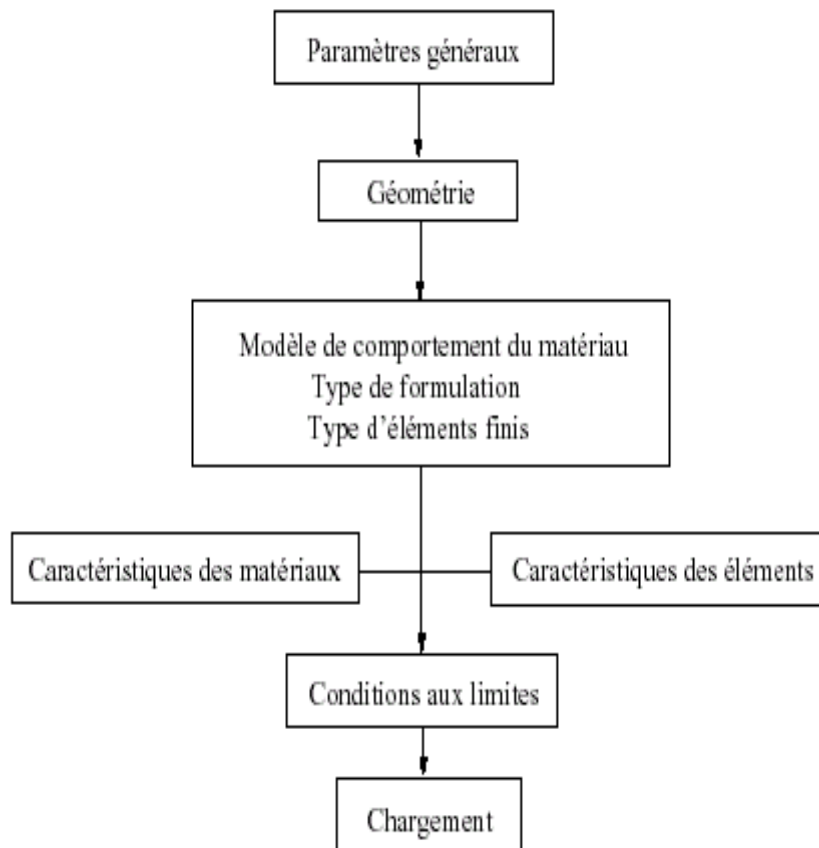 Paramètres généraux
Géométrie
Modèle de comportement du matériau
Type de formulation
Type d'éléments finis
Caractéristiques des matériaux
Caractéristiques des éléments
Conditions aux limites
Chargement